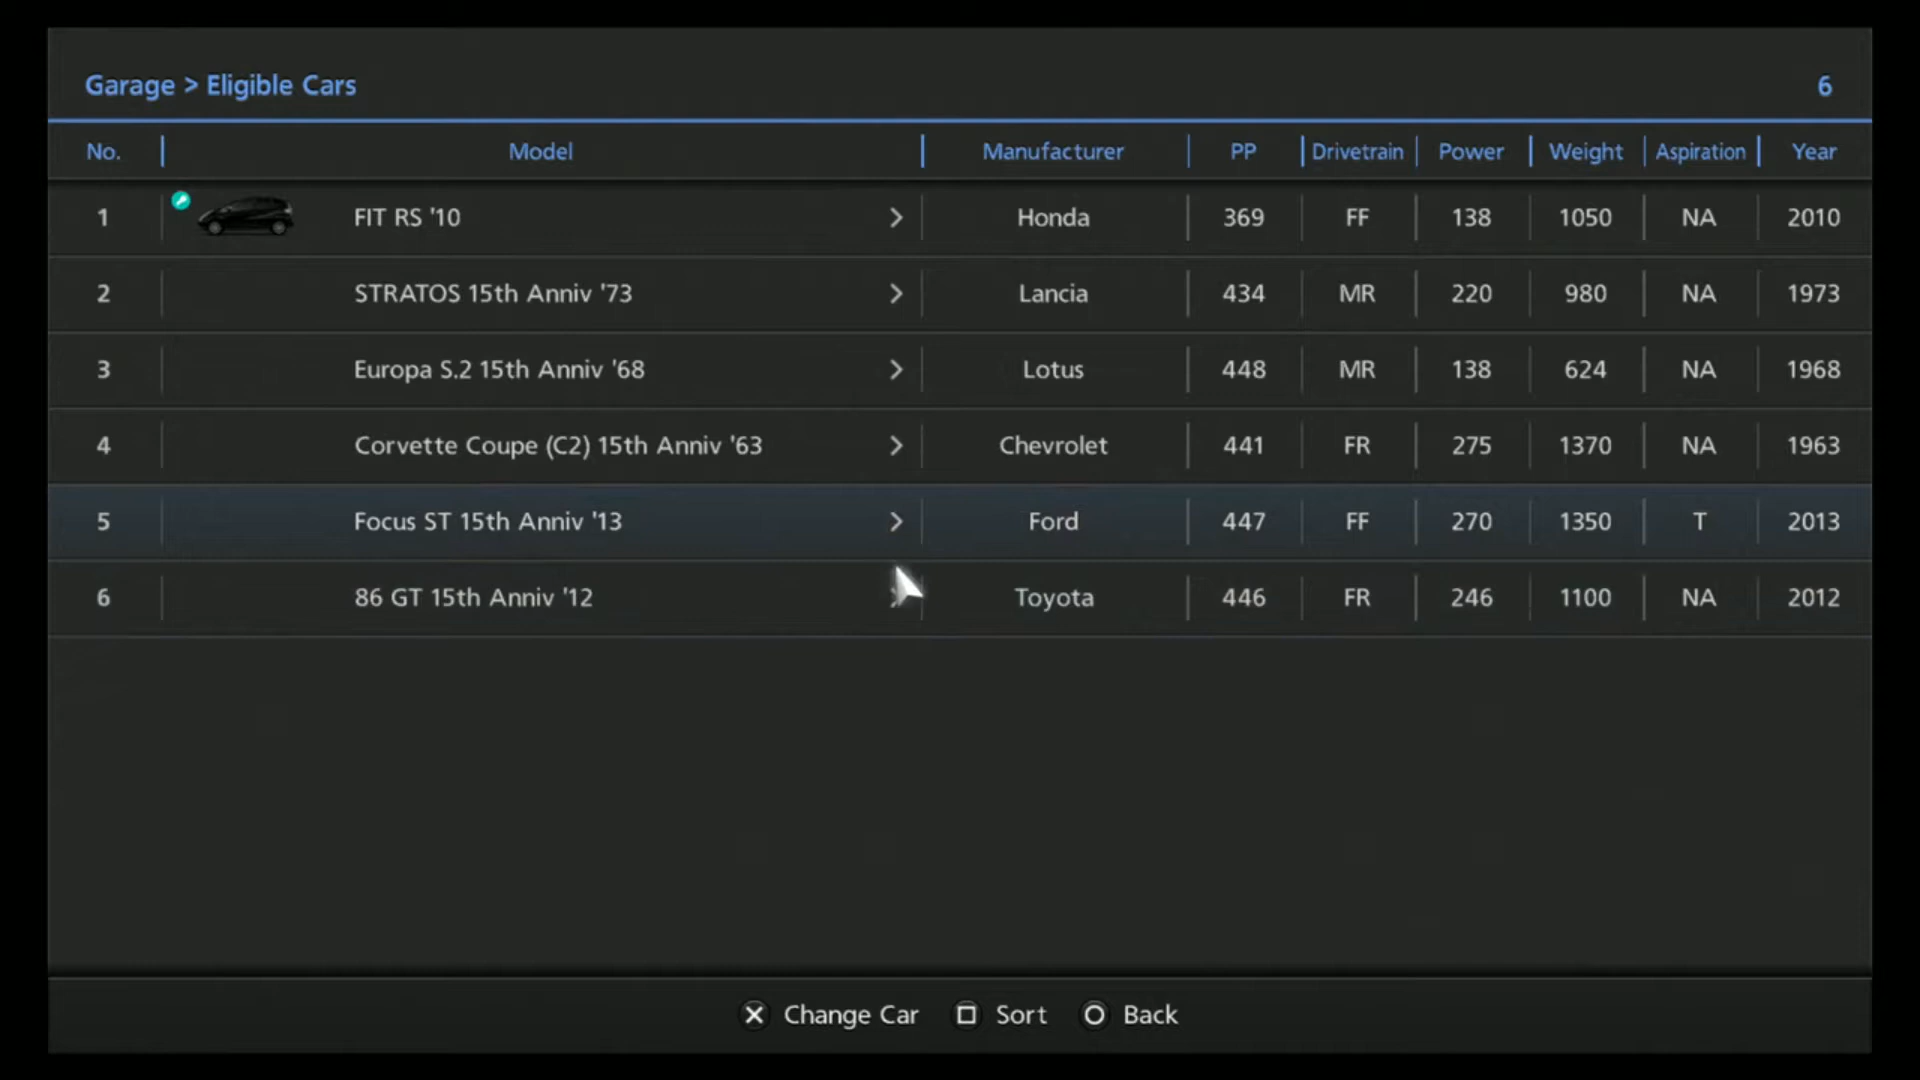 Garage > Eligible Cars 6
No. Model Manufacturer PP Drivetrain Power Weight Aspiration Year
1 FIT RS '10 Honda 369 FF 138 1050 NA 2010
2 STRATOS 15th Anniv '73 Lancia 434 MR 220 980 NA 1973
3 Europa S.2 15th Anniv '68 Lotus 448 MR 138 624 NA 1968
4 Corvette Coupe (C2) 15th Anniv '63 Chevrolet 441 FR 275 1370 NA 1963
5 Focus ST 15th Anniv '13 Ford 447 FF 270 1350 T 2013
6 86 GT 15th Anniv '12 Toyota 446 FR 246 1100 NA 2012
Change Car Sort Back